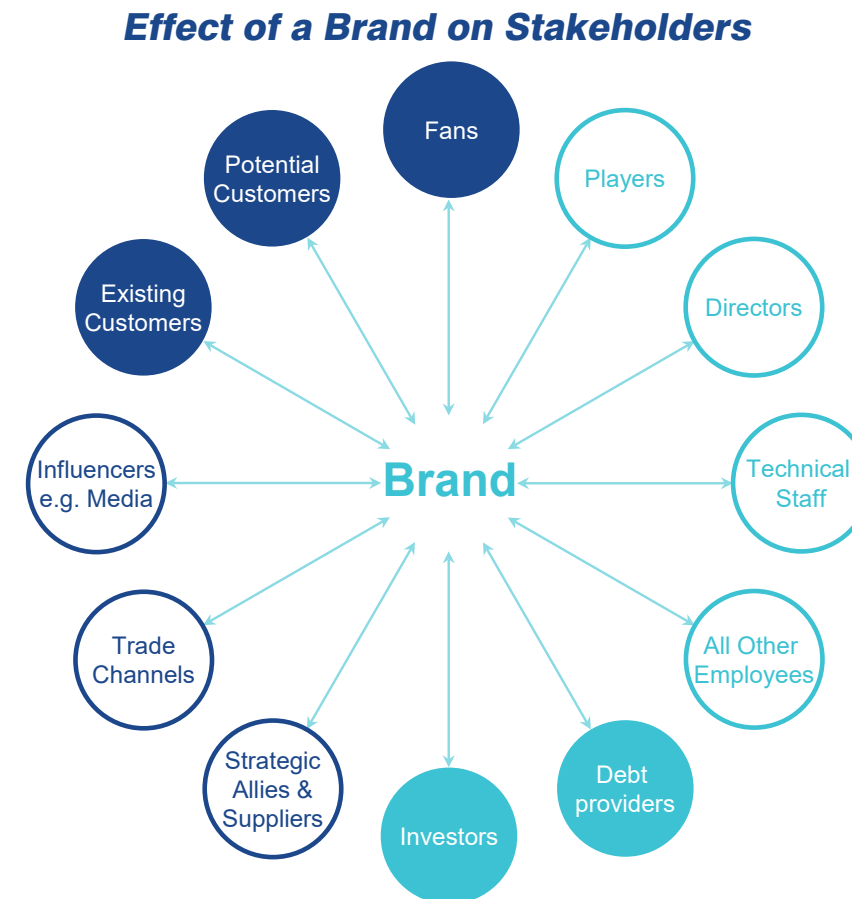 Effect of a Brand on Stakeholders
Fans
Players
Directors
Technical
Staff
All Other
Employees
Debt
providers
Investors
Strategic
Allies &
Suppliers
Trade
Channels
Influencers
e.g. Media
Existing
Customers
Potential
Customers
Brand